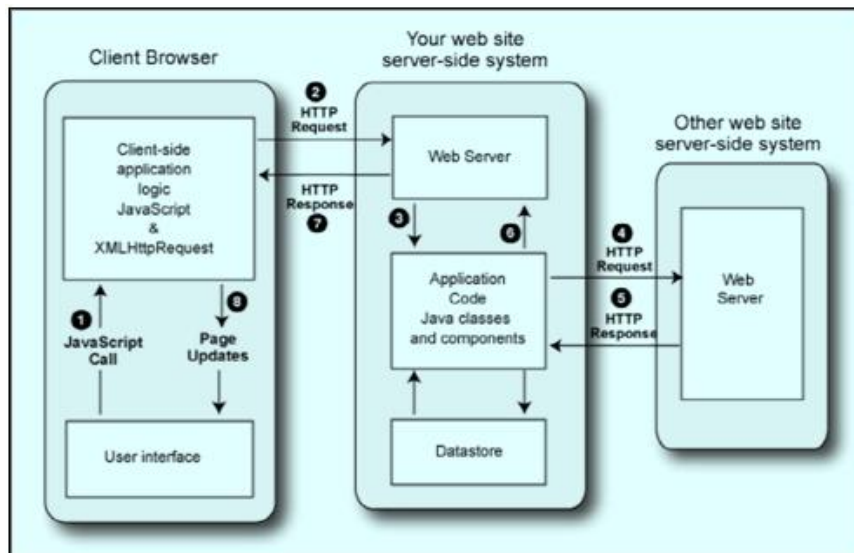 Client Browser
Client-side
application
logic
JavaScript
&
XMLHttpRequest
1
JavaScript
Call
8
Page
Updates
User interface
2
HTTP
Request
HTTP
Response
7
Your web site
server-side system
Web Server
3
6
Application
Code
Java classes
and components
Datastore
4
HTTP
Request
5
HTTP
Response
Other web site
server-side system
Web
Server